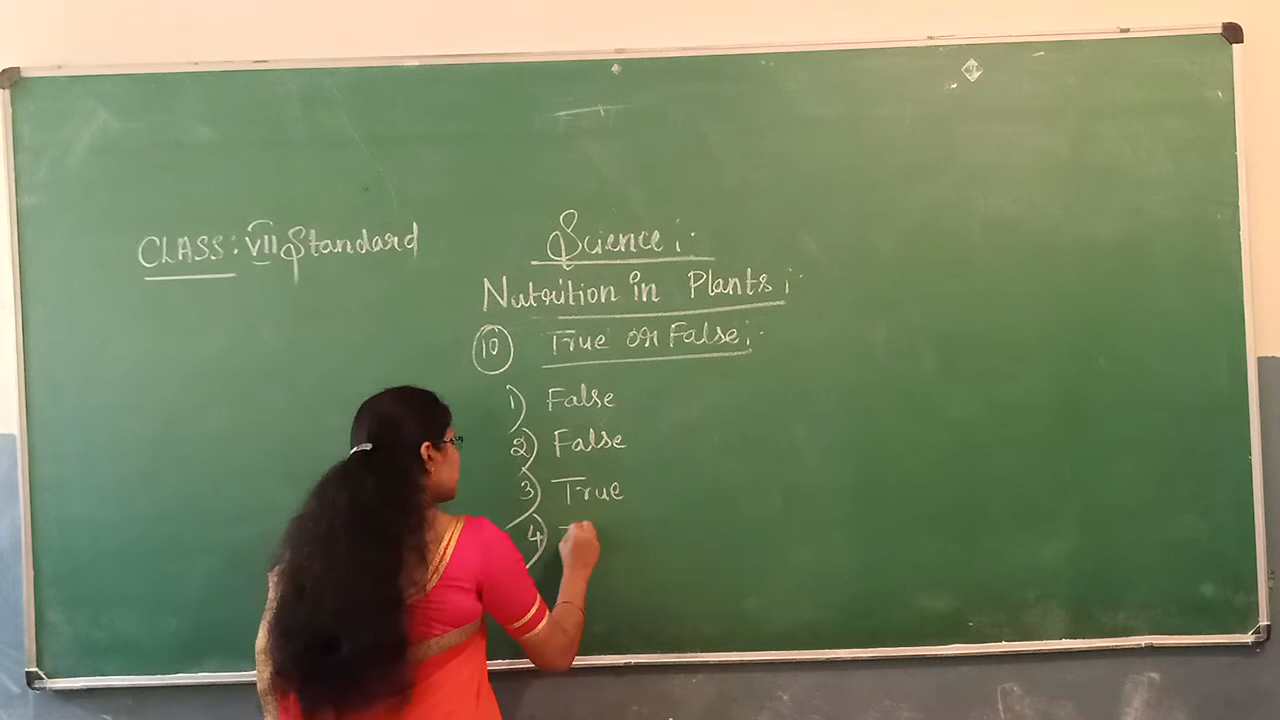 CLASS: VII Standard
Science:-
Nutrition in Plants:-
10 True or False:-
1) False
2) False
3) True
4)